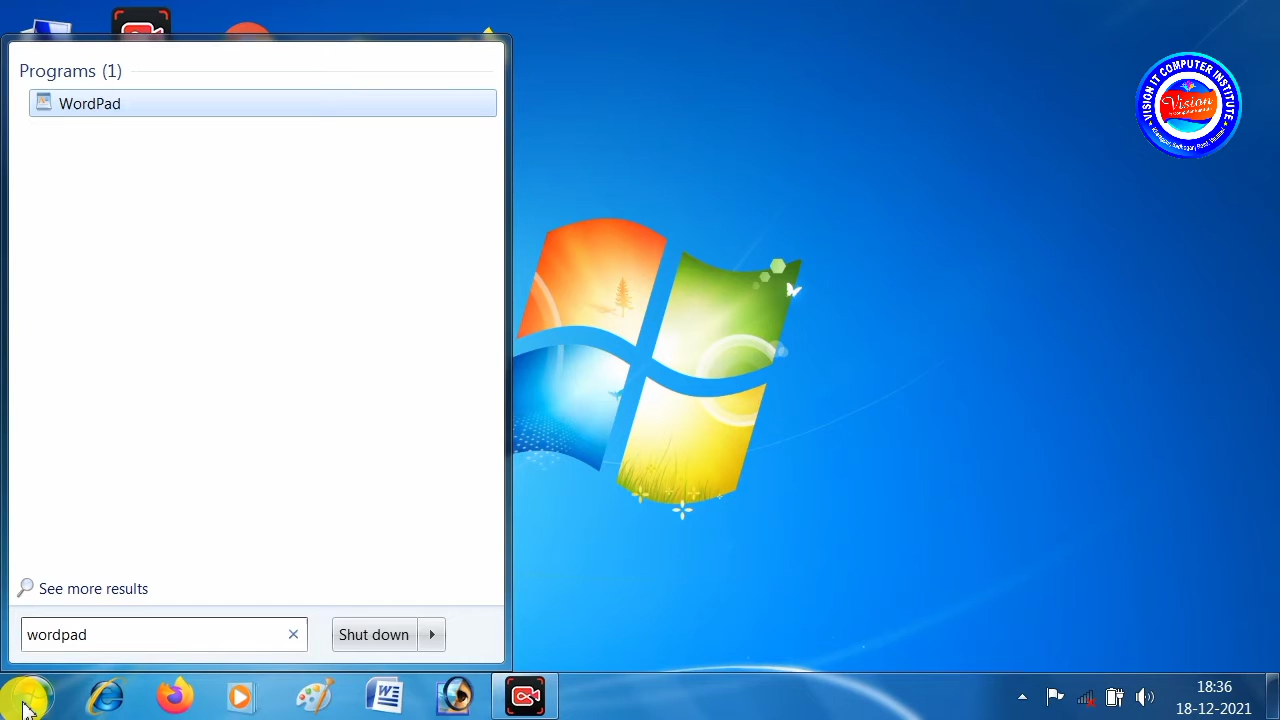 Programs (1)
WordPad
See more results
wordpad
Shut down
VISION IT COMPUTER INSTITUTE
Vision
18:36
18-12-2021